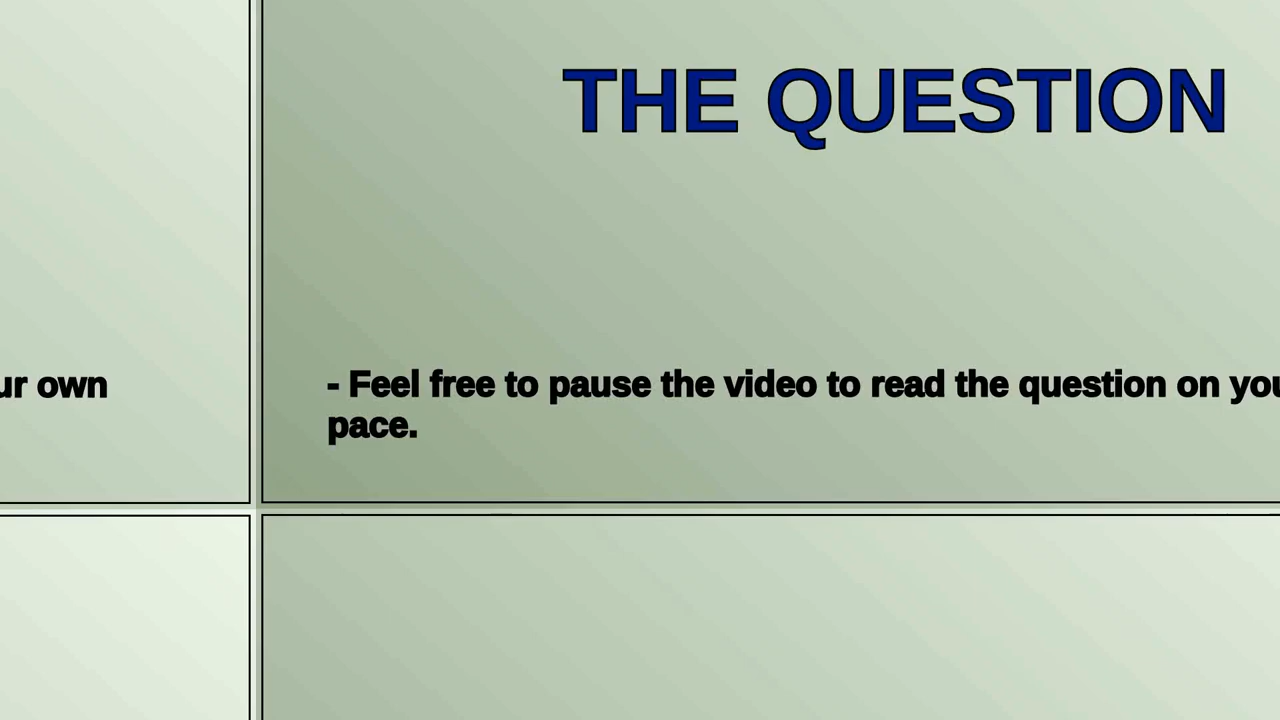 THE QUESTION
ur own
- Feel free to pause the video to read the question on you
pace.